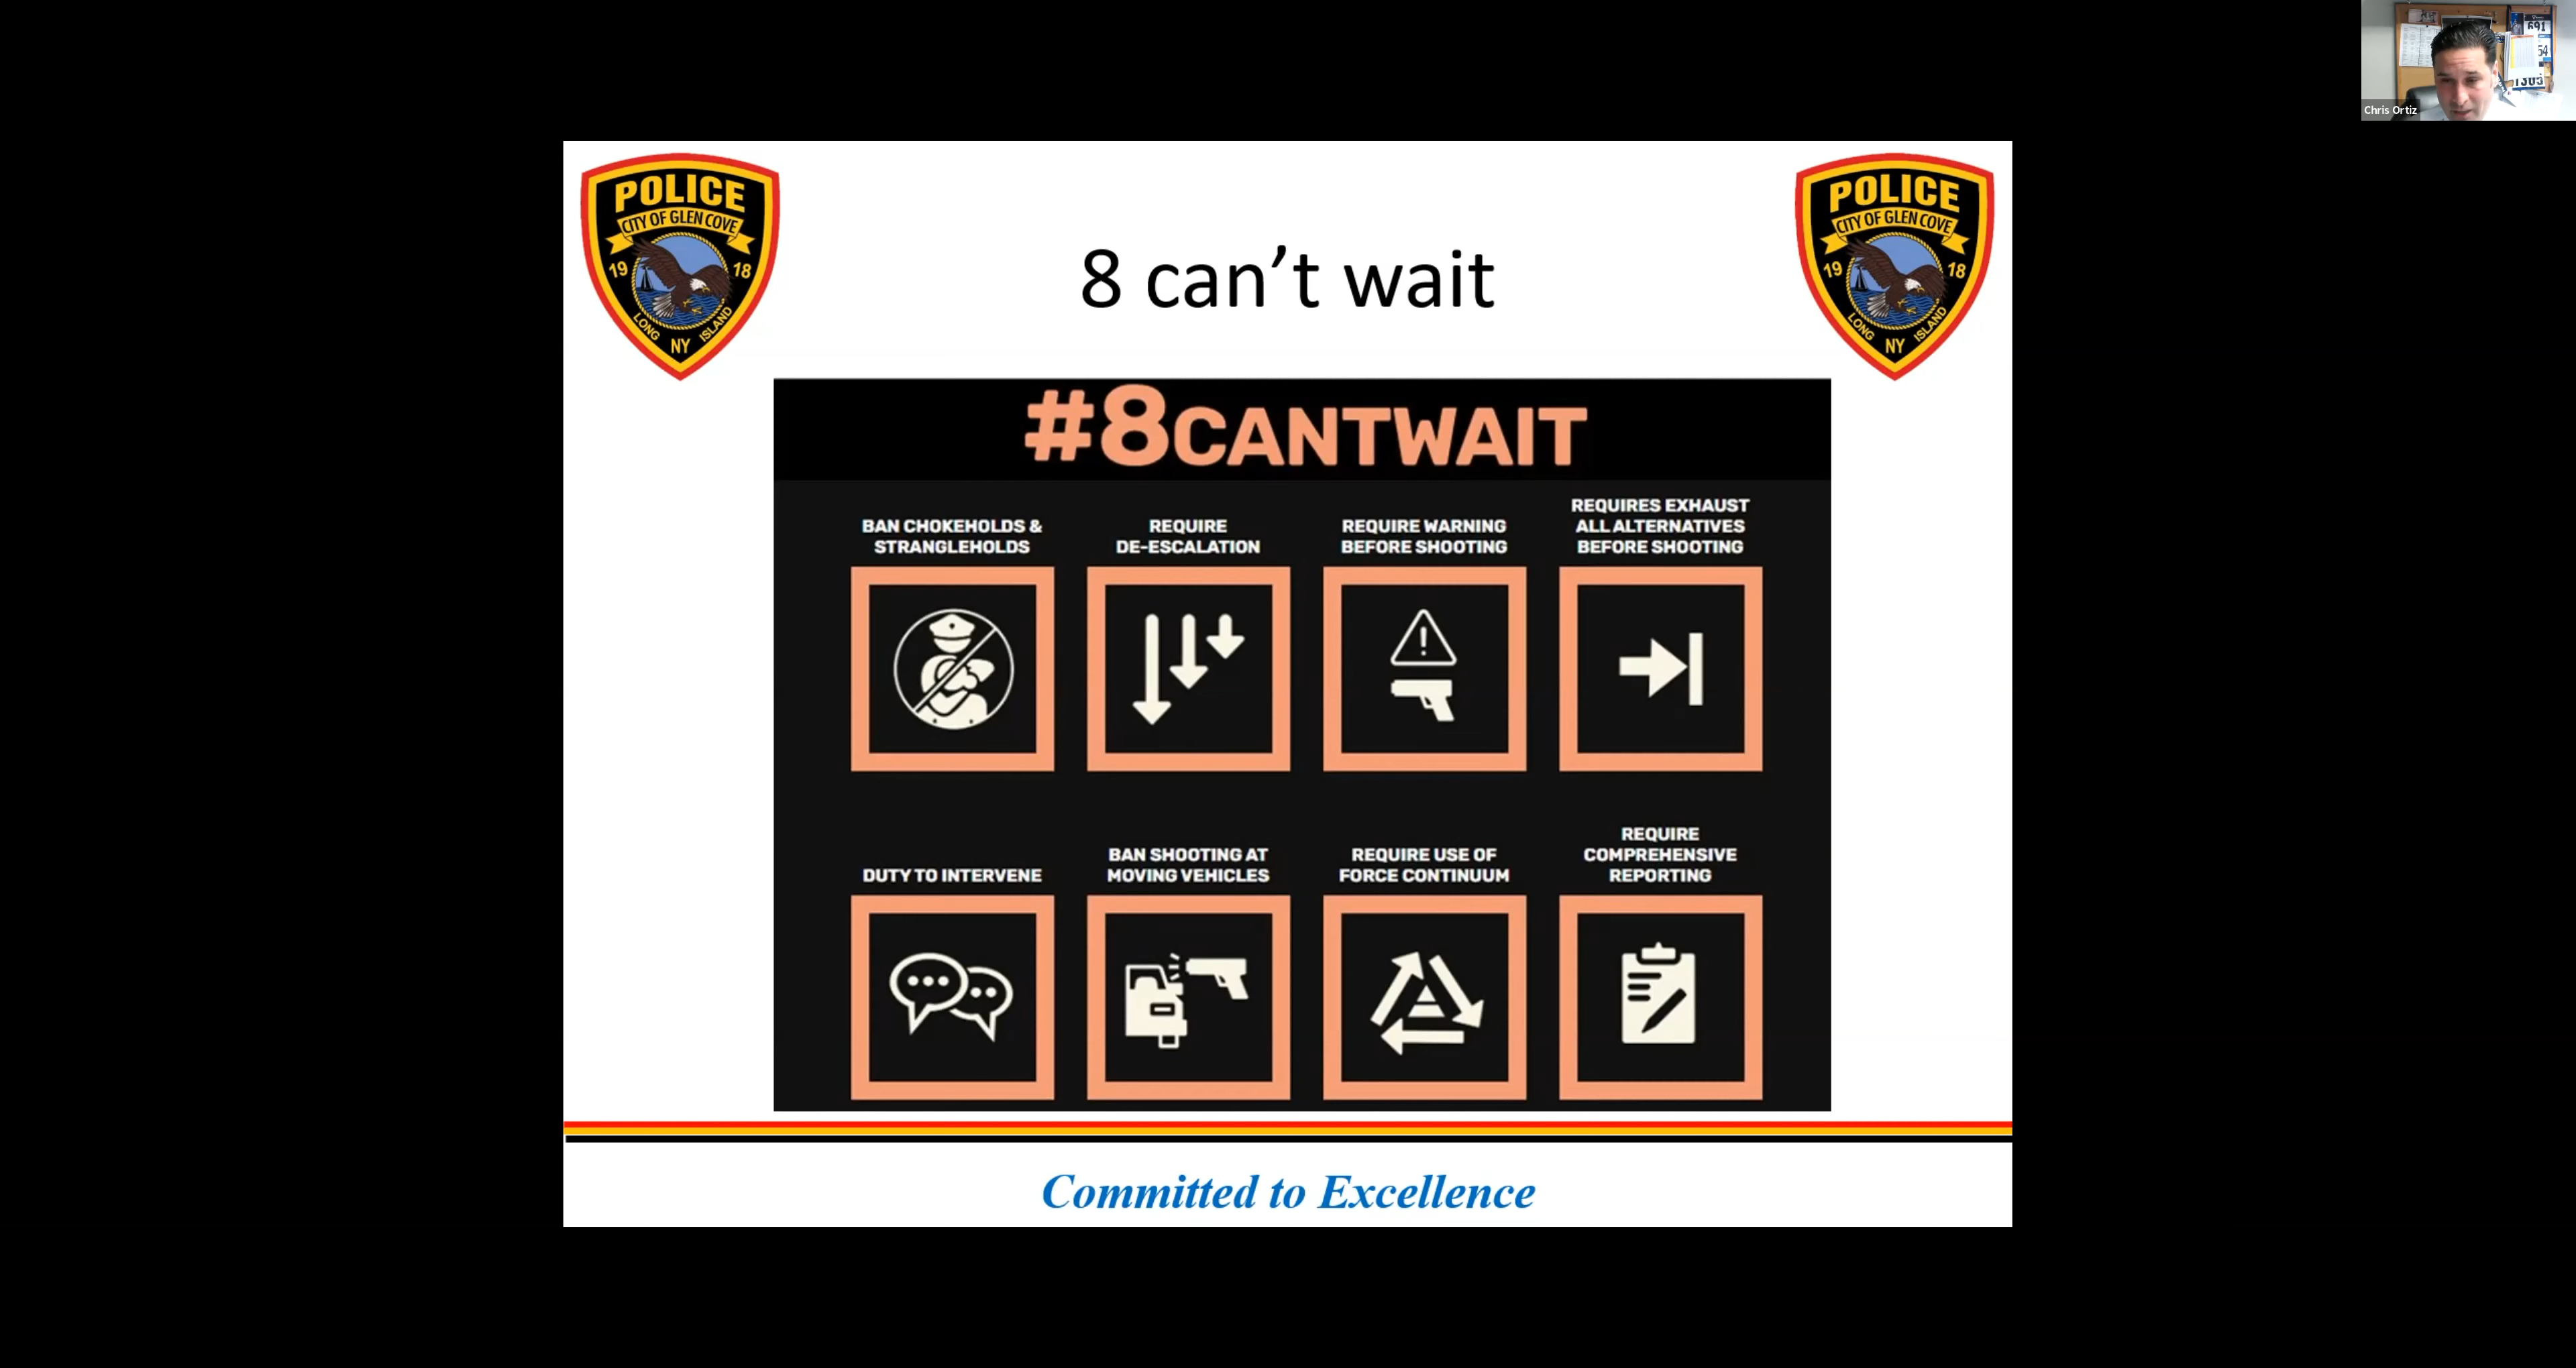 Chris Ortiz
691
54
POLICE
CITY OF GLEN COVE
19 18
LONG ISLAND
NY
POLICE
CITY OF GLEN COVE
19 18
LONG ISLAND
NY
8 can’t wait
#8CANTWAIT
BAN CHOKEHOLDS &
STRANGLEHOLDS
REQUIRE
DE-ESCALATION
REQUIRE WARNING
BEFORE SHOOTING
REQUIRES EXHAUST
ALL ALTERNATIVES
BEFORE SHOOTING
DUTY TO INTERVENE
BAN SHOOTING AT
MOVING VEHICLES
REQUIRE USE OF
FORCE CONTINUUM
REQUIRE
COMPREHENSIVE
REPORTING
Committed to Excellence